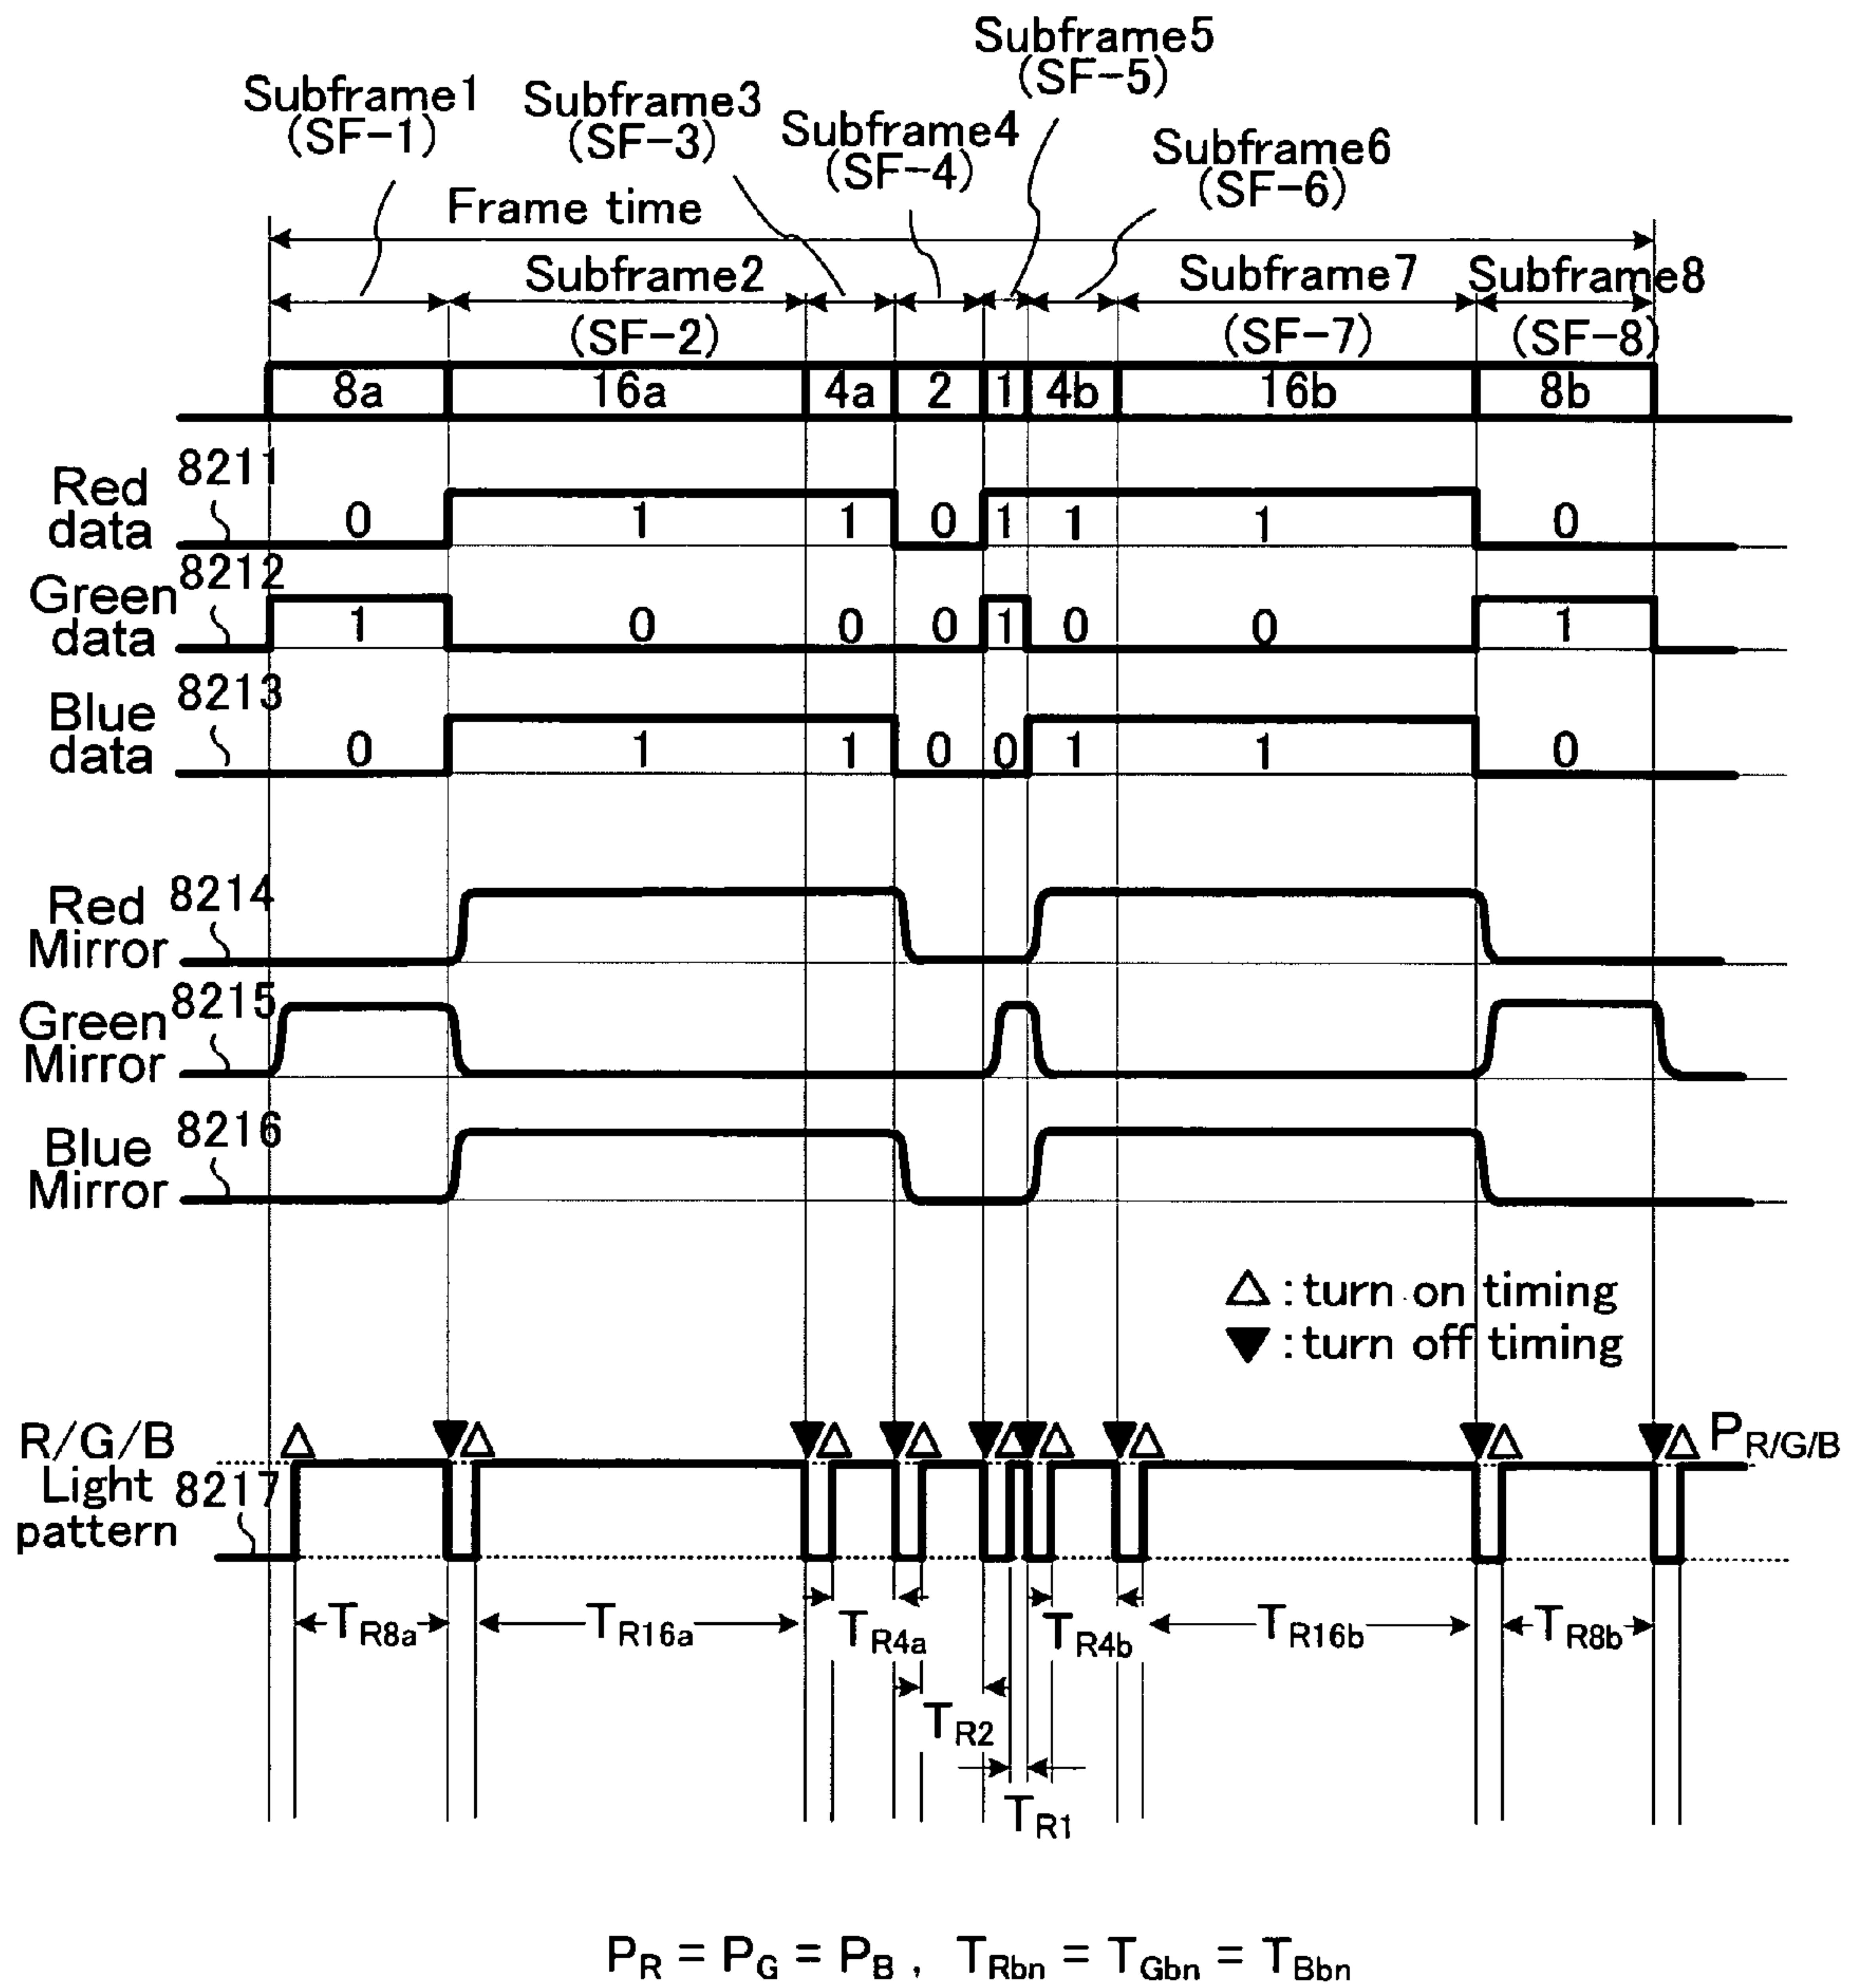 Subframe5
(SF-5)
Subframe1
(SF-1)
Subframe3
(SF-3)
Subframe4
(SF-4)
Subframe6
(SF-6)
Frame time
Subframe2
(SF-2)
Subframe7
(SF-7)
Subframe8
(SF-8)
8a 16a 4a 2 1 4b 16b 8b
Red data 8211 0 1 1 0 1 1 1 0
Green data 8212 1 0 0 0 1 0 0 1
Blue data 8213 0 1 1 0 0 1 1 0
Red Mirror 8214
Green Mirror 8215
Blue Mirror 8216
△:turn on timing
▼:turn off timing
R/G/B Light pattern 8217
PR/G/B
TR8a TR16a TR4a TR4b TR16b TR8b
TR2
TR1
PR = PG = PB , TRbn = TGbn = TBbn